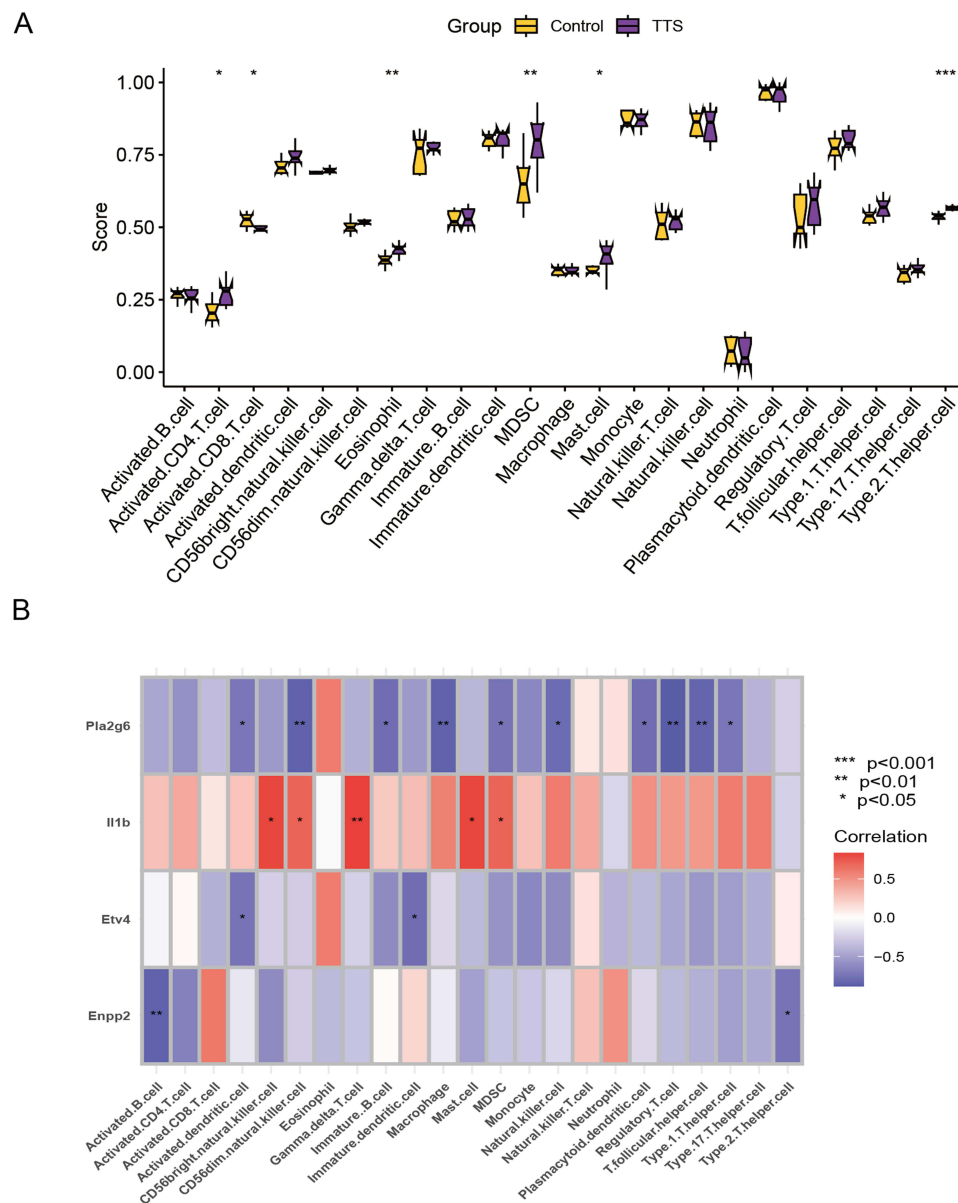 A
Group Control TTS
* * ** ** * ***
1.00
0.75
0.50
0.25
0.00
Score
Activated.B.cell
Activated.CD4.T.cell
Activated.CD8.T.cell
Activated.dendritic.cell
CD56bright.natural.killer.cell
CD56dim.natural.killer.cell
Eosinophil
Gamma.delta.T.cell
Immature..B.cell
Immature.dendritic.cell
MDSC
Macrophage
Mast.cell
Monocyte
Natural.killer.T.cell
Natural.killer.cell
Neutrophil
Plasmacytoid.dendritic.cell
Regulatory.T.cell
T.follicular.helper.cell
Type.1.T.helper.cell
Type.17.T.helper.cell
Type.2.T.helper.cell
B
Pla2g6 * ** * ** * * * ** ** *
Il1b * * ** * *
Etv4 * *
Enpp2 ** *
*** p<0.001
** p<0.01
* p<0.05
Correlation
0.5
0.0
−0.5
Activated.B.cell
Activated.CD4.T.cell
Activated.CD8.T.cell
Activated.dendritic.cell
CD56bright.natural.killer.cell
CD56dim.natural.killer.cell
Eosinophil
Gamma.delta.T.cell
Immature..B.cell
Immature.dendritic.cell
Macrophage
Mast.cell
MDSC
Monocyte
Natural.killer.cell
Natural.killer.T.cell
Neutrophil
Plasmacytoid.dendritic.cell
Regulatory.T.cell
T.follicular.helper.cell
Type.1.T.helper.cell
Type.17.T.helper.cell
Type.2.T.helper.cell